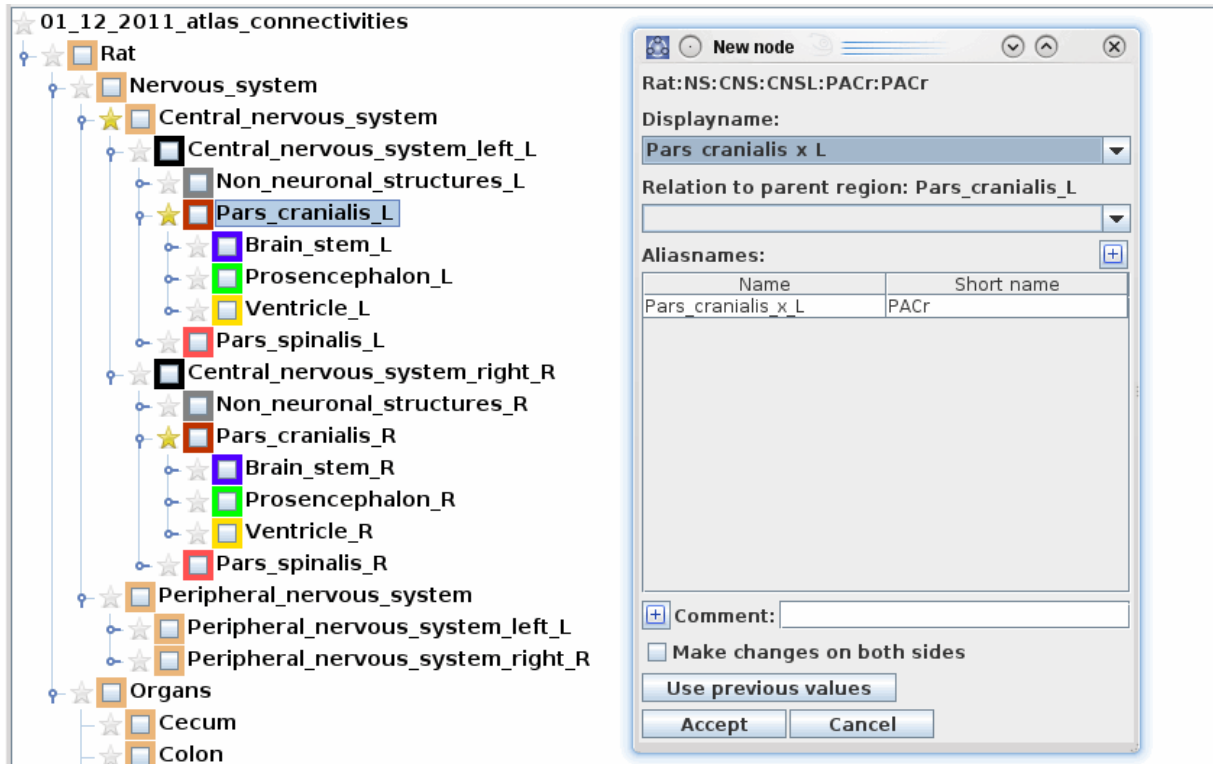 01_12_2011_atlas_connectivities
Rat
Nervous_system
Central_nervous_system
Central_nervous_system_left_L
Non_neuronal_structures_L
Pars_cranialis_L
Brain_stem_L
Prosencephalon_L
Ventricle_L
Pars_spinalis_L
Central_nervous_system_right_R
Non_neuronal_structures_R
Pars_cranialis_R
Brain_stem_R
Prosencephalon_R
Ventricle_R
Pars_spinalis_R
Peripheral_nervous_system
Peripheral_nervous_system_left_L
Peripheral_nervous_system_right_R
Organs
Cecum
Colon
New node
Rat:NS:CNS:CNSL:PACr:PACr
Displayname:
Pars cranialis x L
Relation to parent region: Pars_cranialis_L
Aliasnames:
Name Short name
Pars_cranialis_x_L PACr
Comment:
Make changes on both sides
Use previous values
Accept Cancel